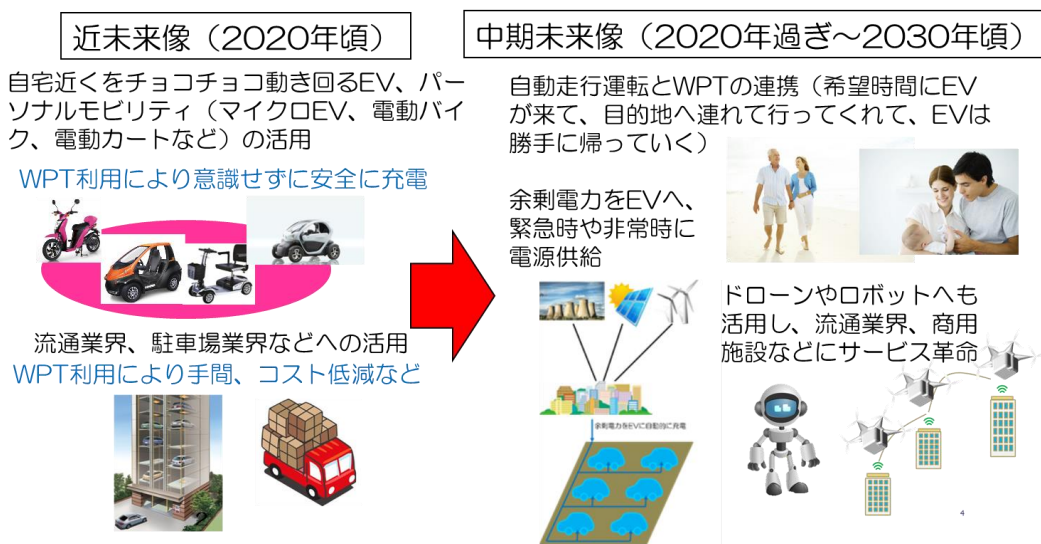 近未来像（2020年頃）
自宅近くをチョコチョコ動き回るEV、パー
ソナルモビリティ（マイクロEV、電動バイ
ク、電動カートなど）の活用
WPT利用により意識せずに安全に充電
流通業界、駐車場業界などへの活用
WPT利用により手間、コスト低減など
中期未来像（2020年過ぎ～2030年頃）
自動走行運転とWPTの連携（希望時間にEV
が来て、目的地へ連れて行ってくれて、EVは
勝手に帰っていく）
余剰電力をEVへ、
緊急時や非常時に
電源供給
余剰電力をEVに自動的に充電
ドローンやロボットへも
活用し、流通業界、商用
施設などにサービス革命
4